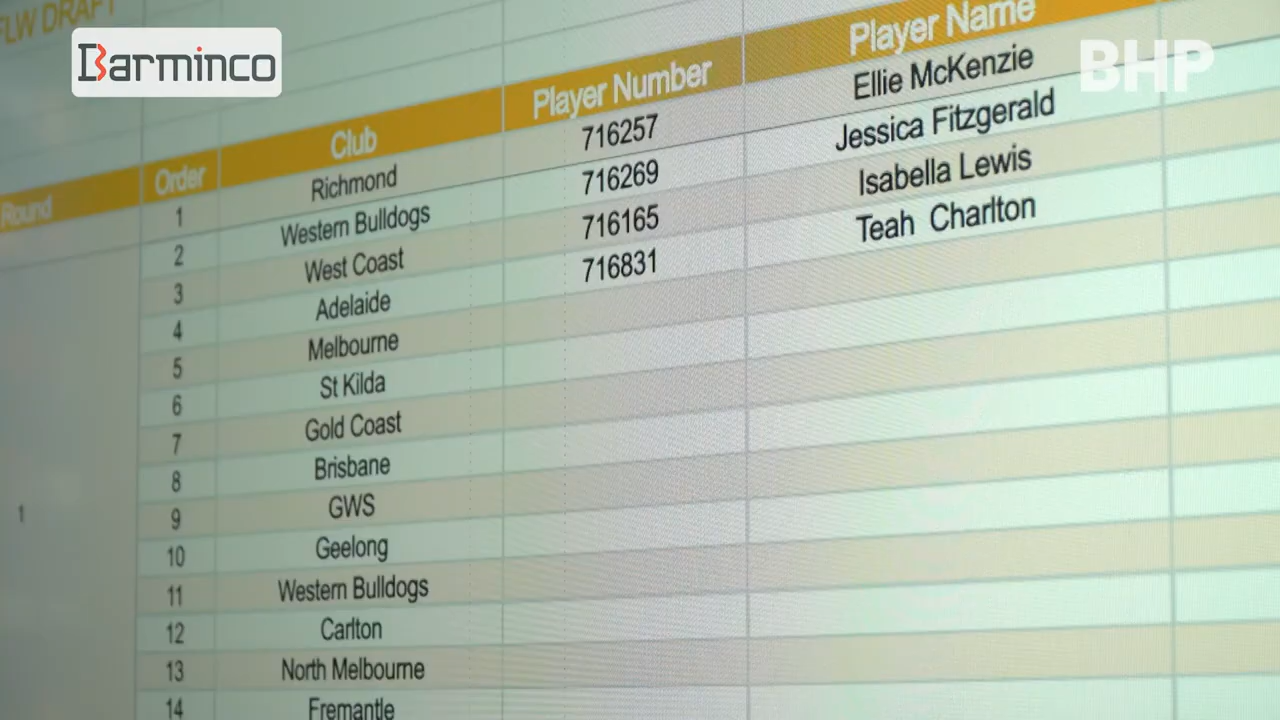 FLW DRAFT
Barminco
BHP
Round Order Club Player Number Player Name
1 Richmond 716257 Ellie McKenzie
2 Western Bulldogs 716269 Jessica Fitzgerald
3 West Coast 716165 Isabella Lewis
4 Adelaide 716831 Teah Charlton
5 Melbourne
6 St Kilda
7 Gold Coast
8 Brisbane
1 9 GWS
10 Geelong
11 Western Bulldogs
12 Carlton
13 North Melbourne
14 Fremantle